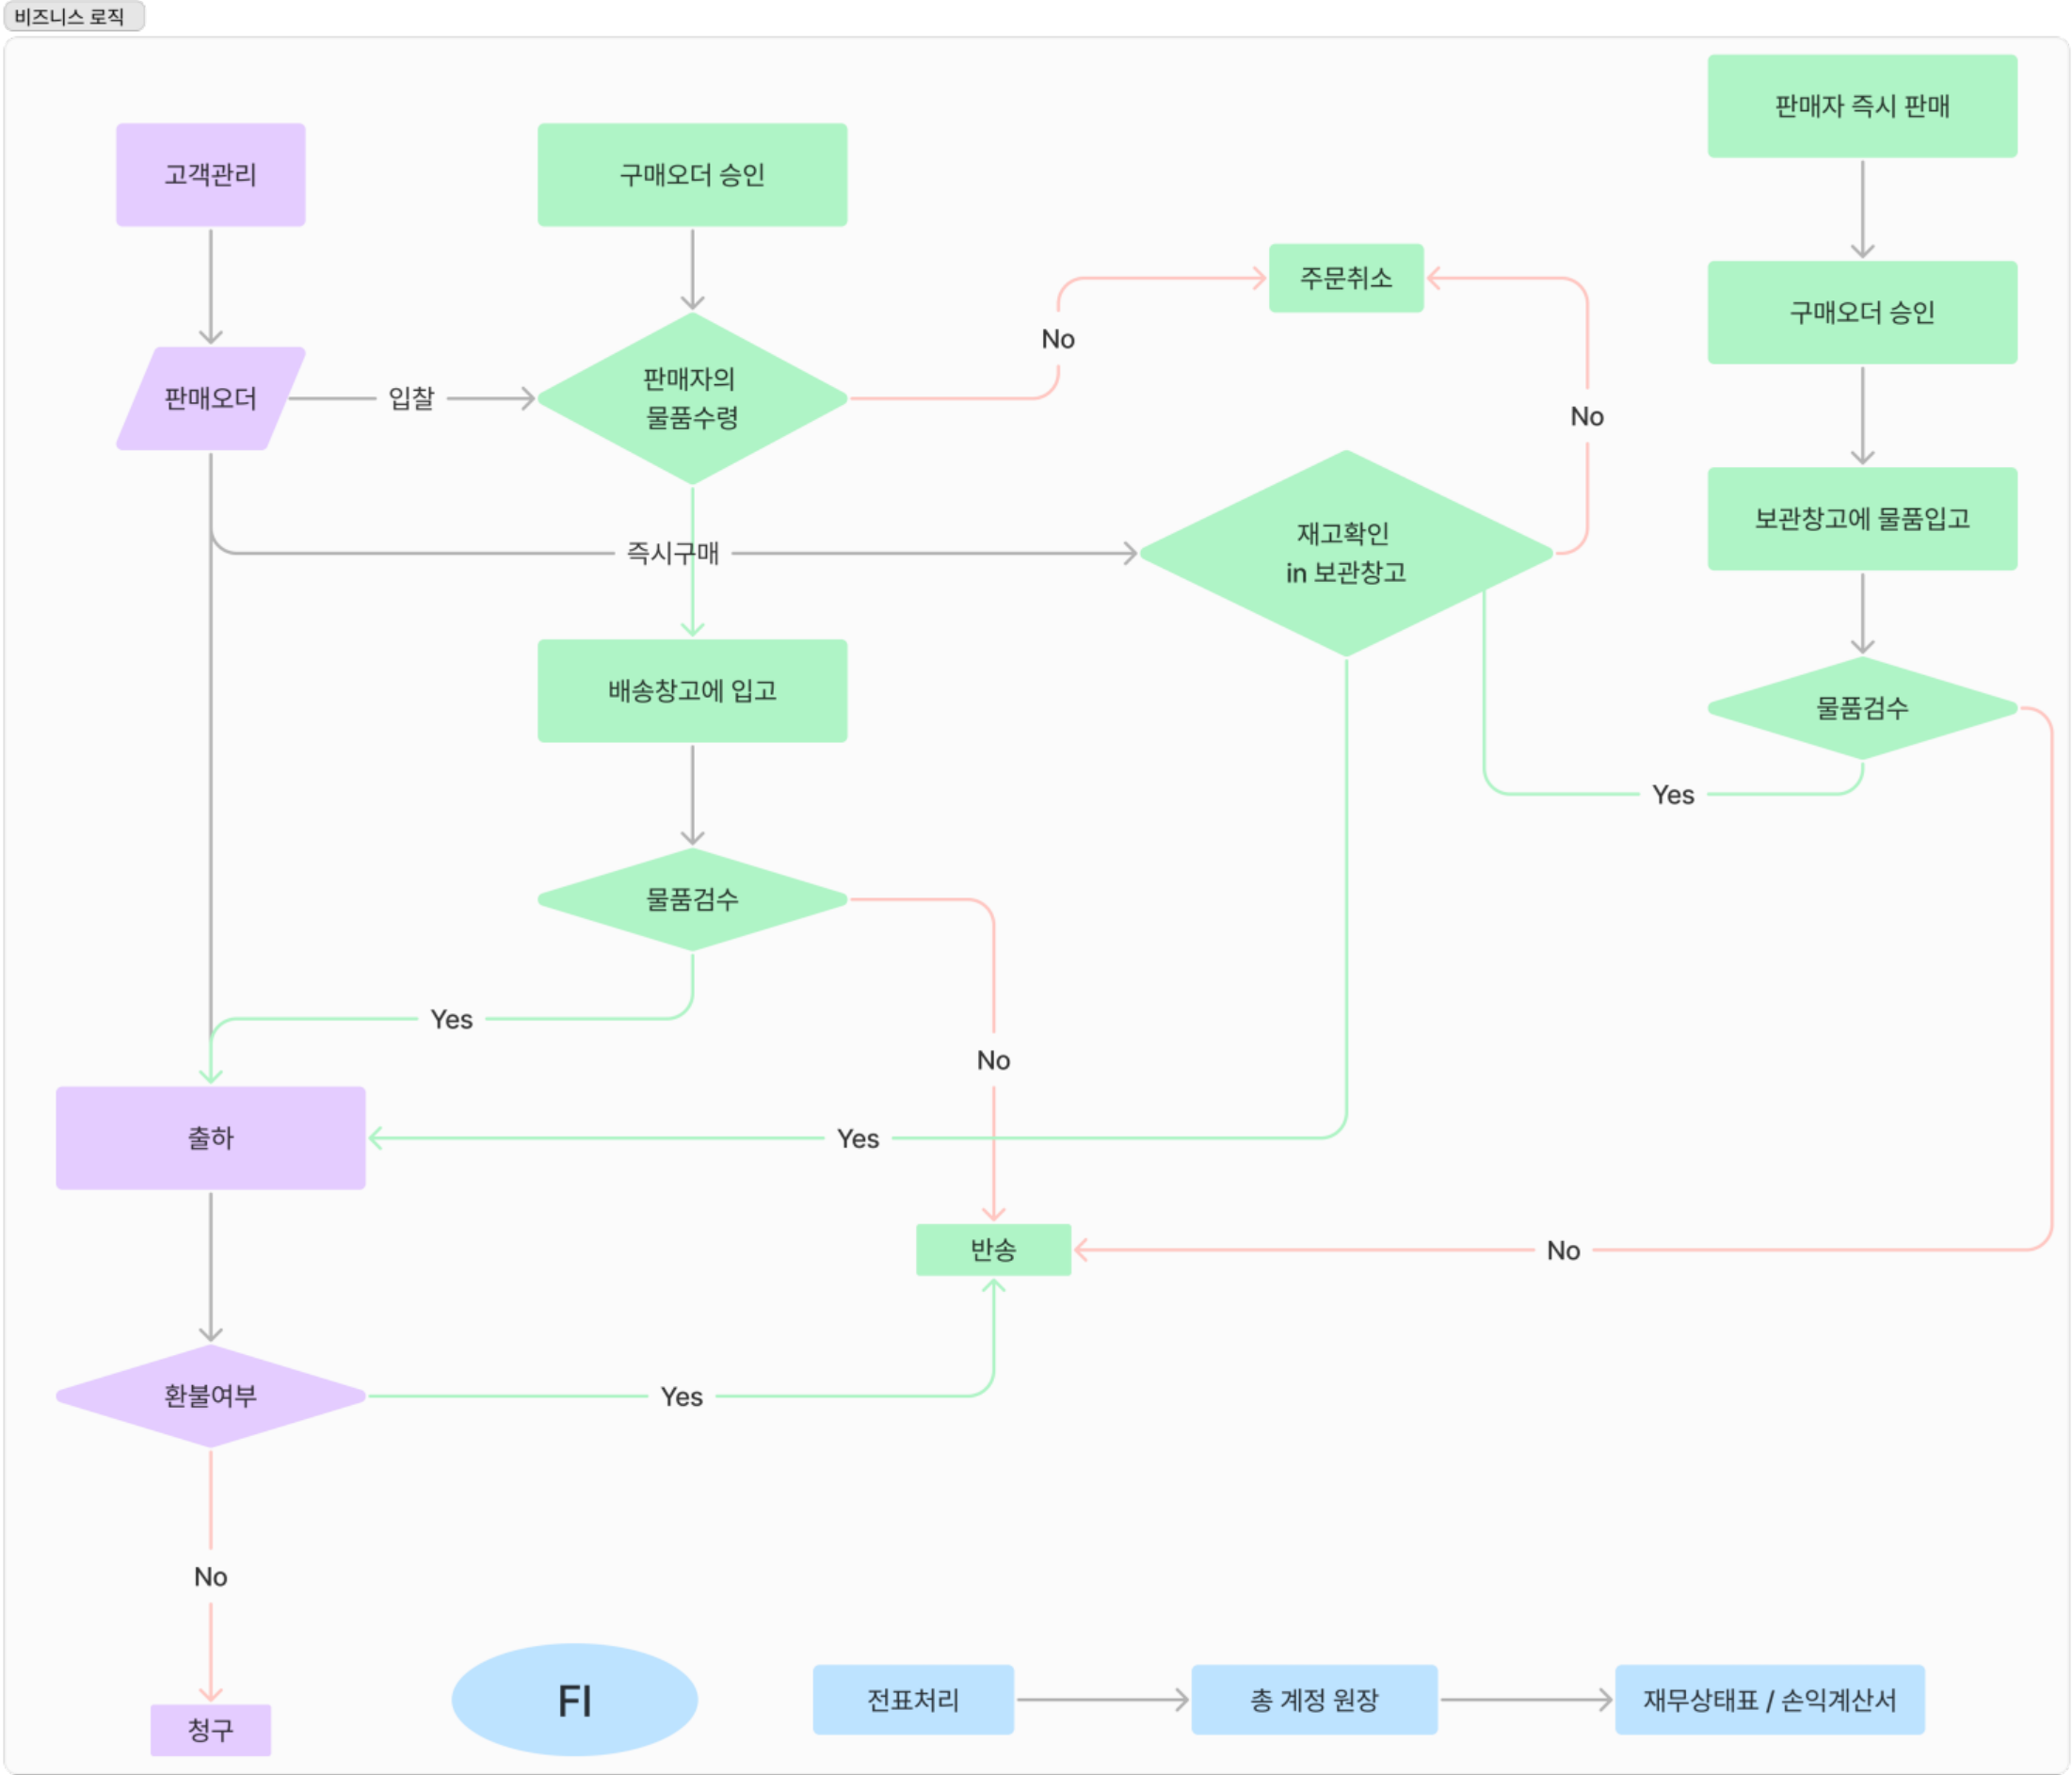 비즈니스 로직
판매자 즉시 판매
고객관리
구매오더 승인
주문취소
구매오더 승인
No
판매자의
물품수령
판매오더
입찰
No
재고확인
in 보관창고
보관창고에 물품입고
즉시구매
배송창고에 입고
물품검수
Yes
물품검수
Yes
No
출하
Yes
반송
No
환불여부
Yes
No
청구
FI
전표처리
총 계정 원장
재무상태표 / 손익계산서